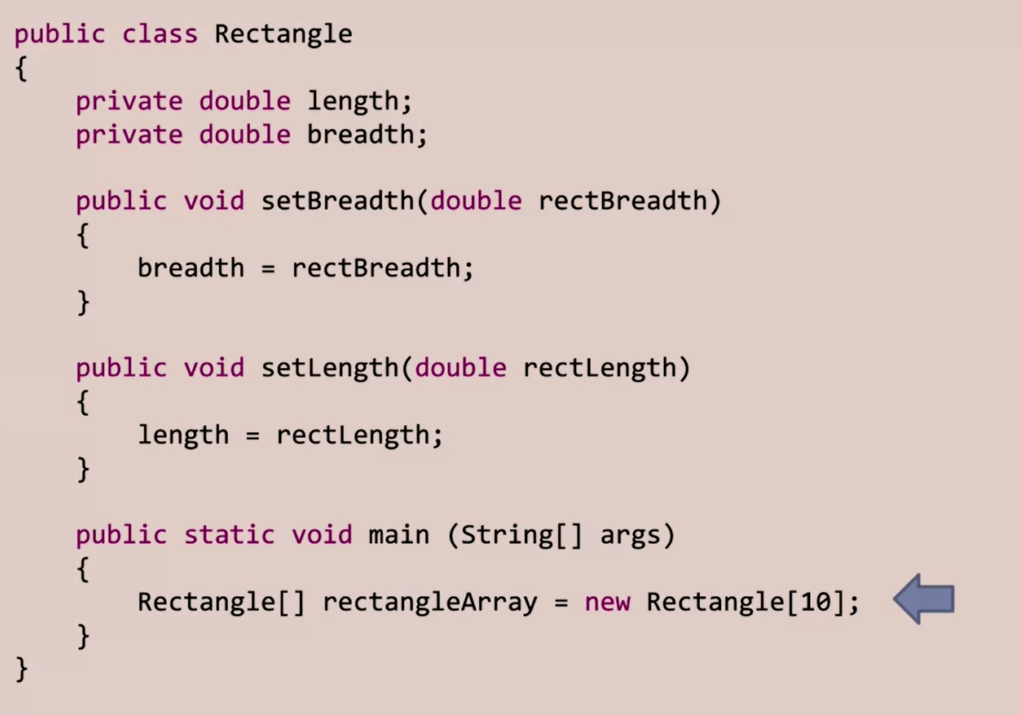 public class Rectangle
{
    private double length;
    private double breadth;

    public void setBreadth(double rectBreadth)
    {
        breadth = rectBreadth;
    }

    public void setLength(double rectLength)
    {
        length = rectLength;
    }

    public static void main (String[] args)
    {
        Rectangle[] rectangleArray = new Rectangle[10];
    }
}